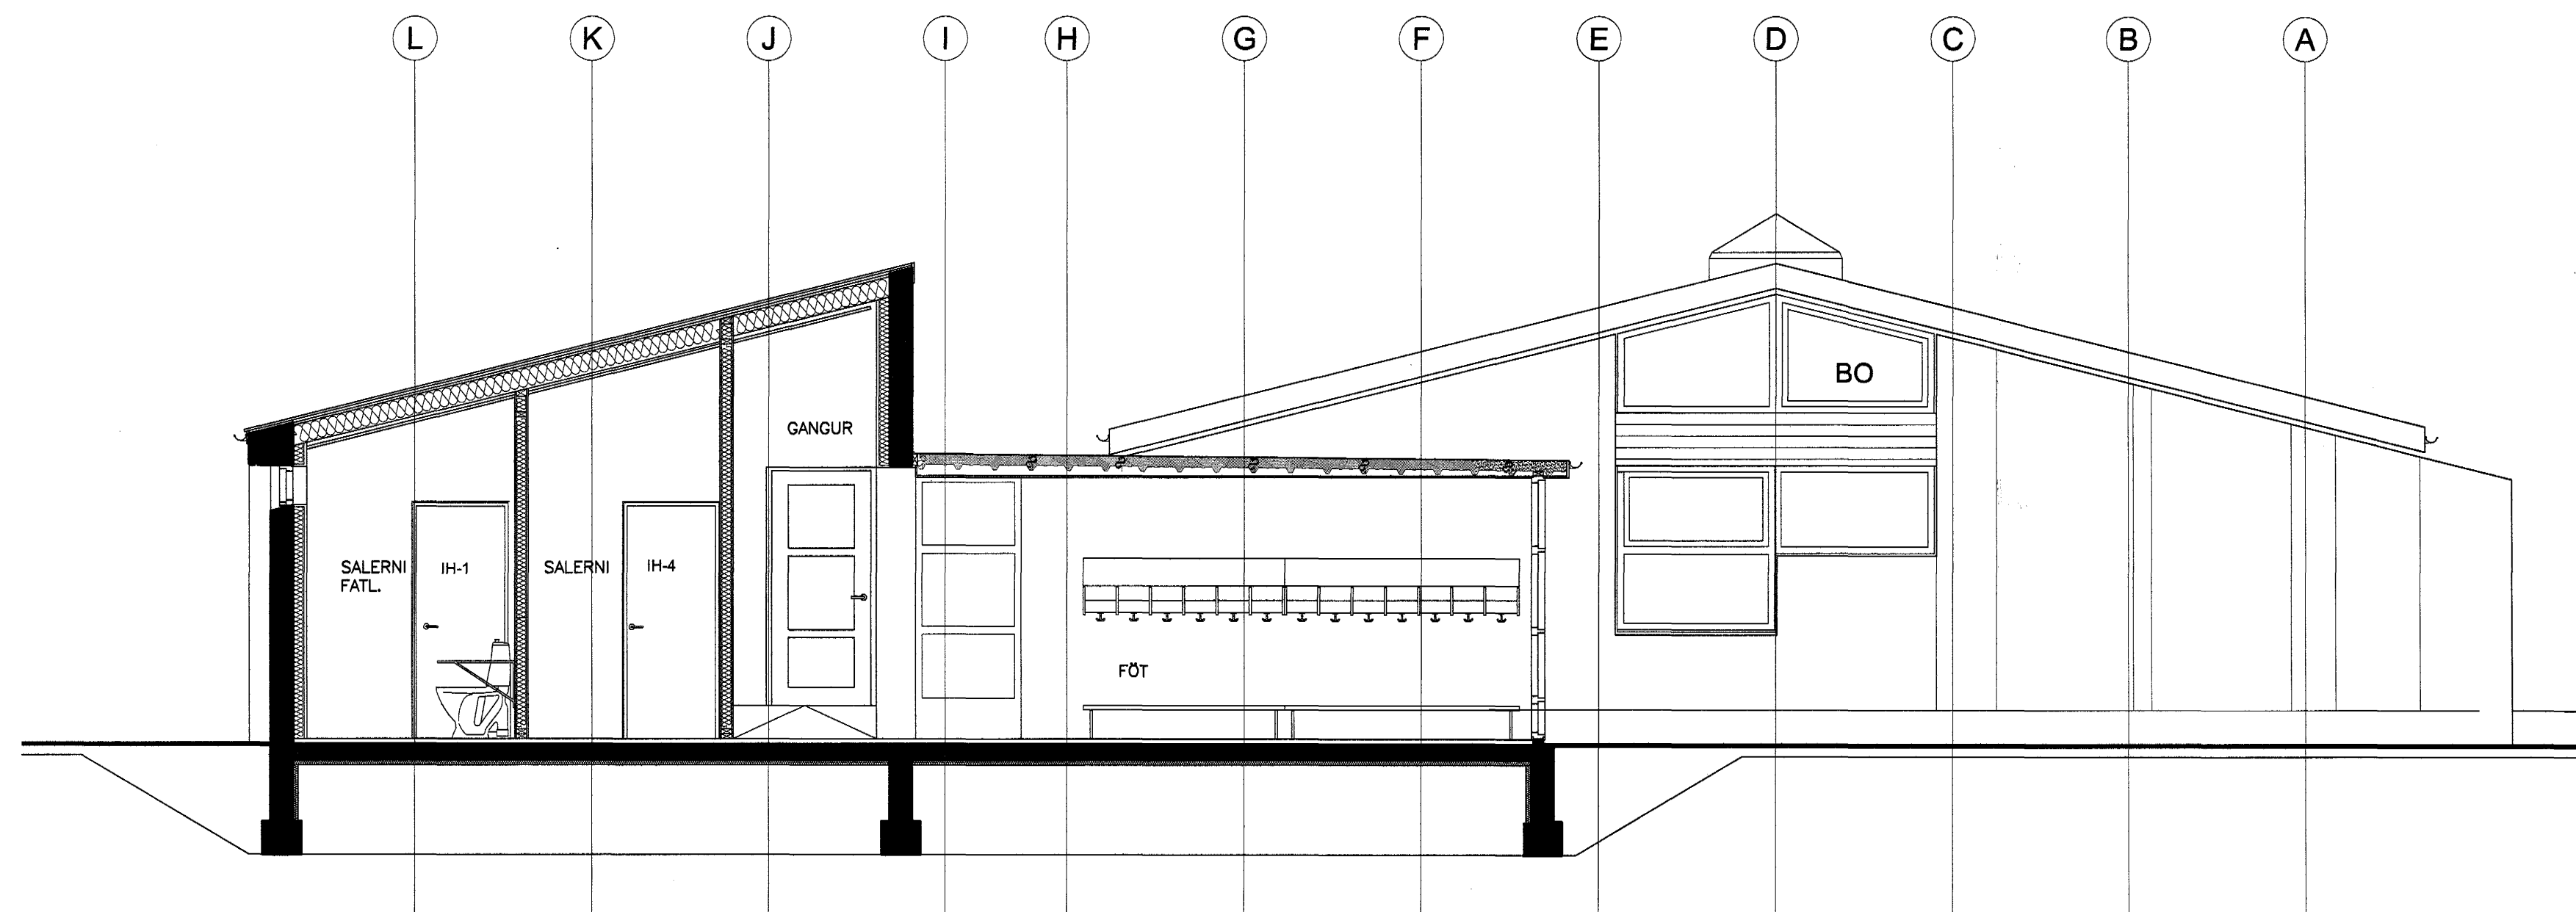 L K J I H G F E D C B A
BO
GANGUR
SALERNI
FATL.
IH-1
SALERNI
IH-4
FÖT